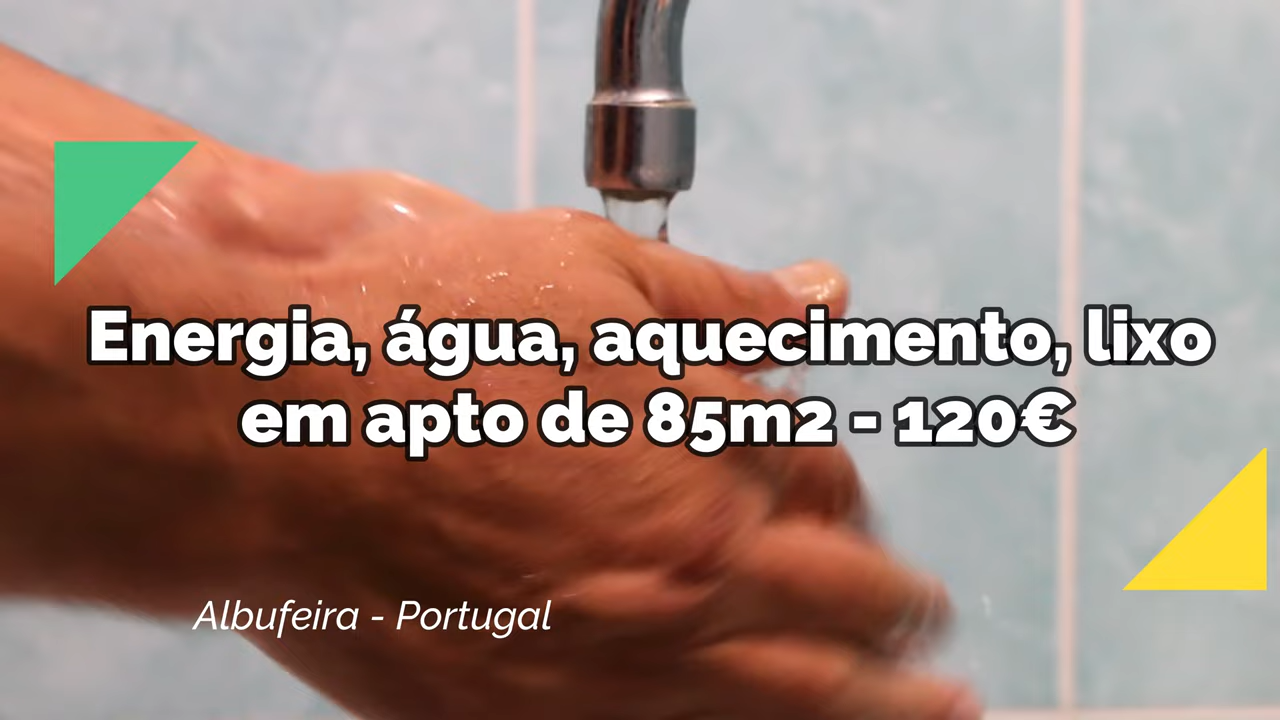 Energia, água, aquecimento, lixo
em apto de 85m2 - 120€
Albufeira - Portugal